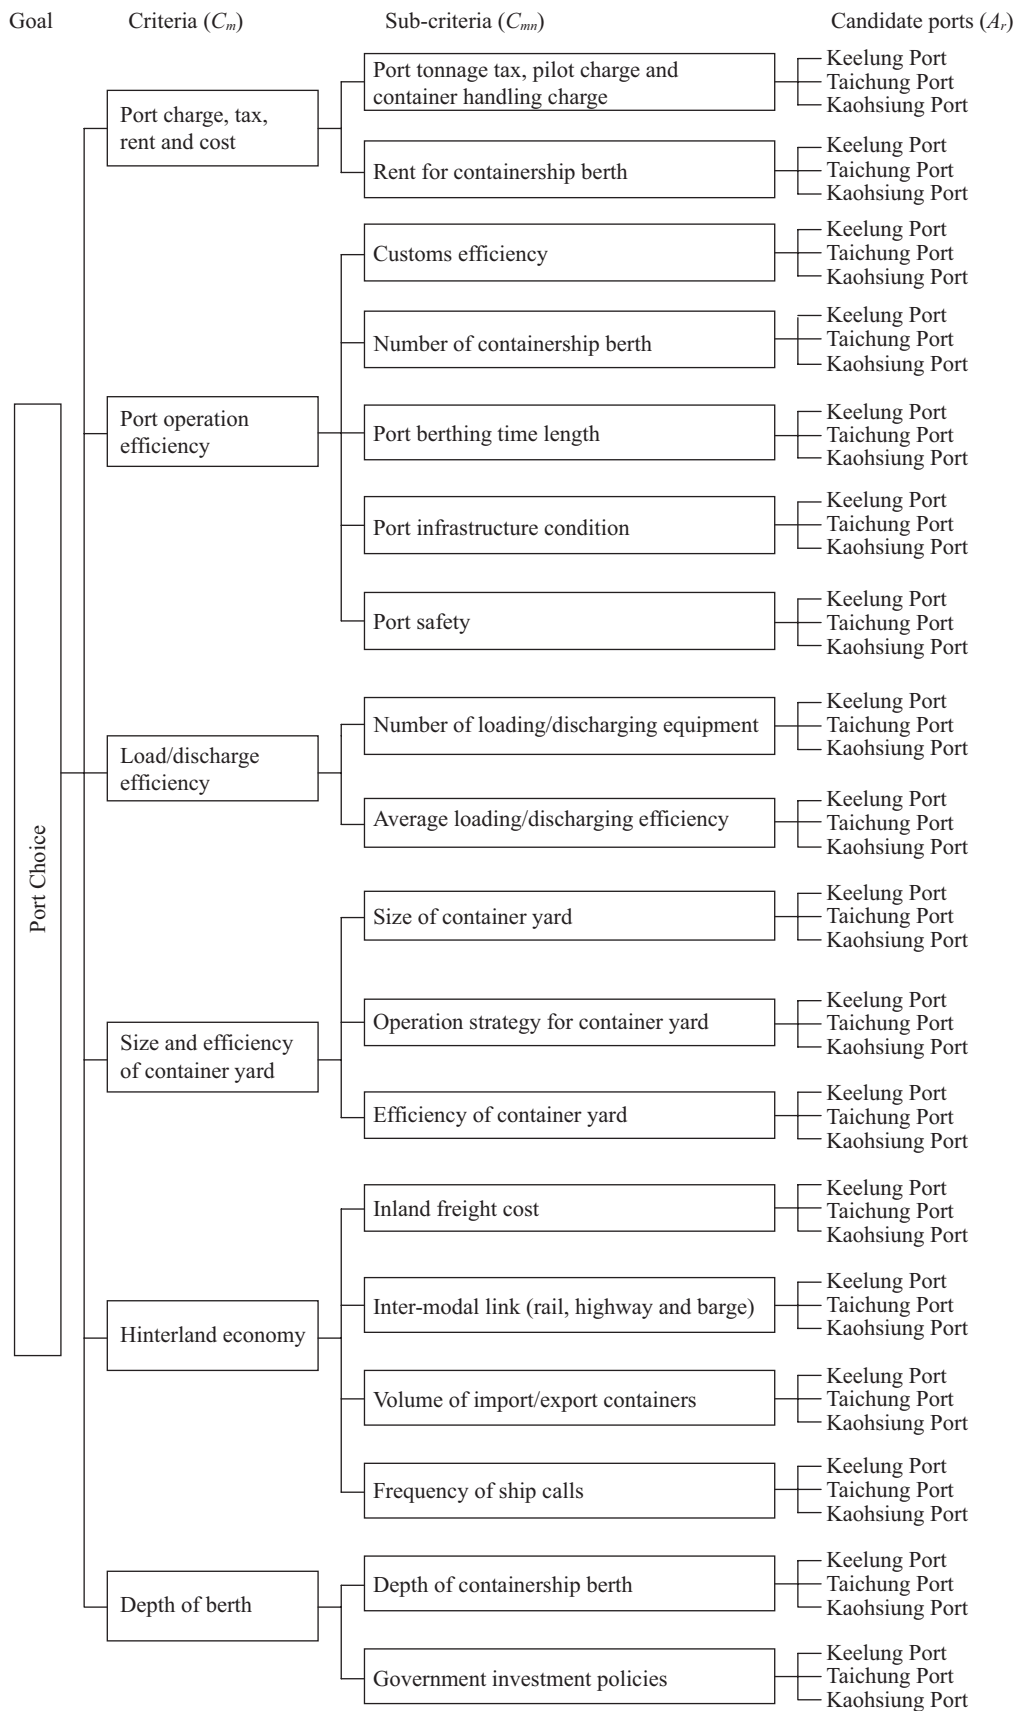 Goal
Criteria (Cm)
Sub-criteria (Cmn)
Candidate ports (Ar)
Port Choice
Port charge, tax,
rent and cost
Port tonnage tax, pilot charge and
container handling charge
Keelung Port
Taichung Port
Kaohsiung Port
Rent for containership berth
Keelung Port
Taichung Port
Kaohsiung Port
Port operation
efficiency
Customs efficiency
Keelung Port
Taichung Port
Kaohsiung Port
Number of containership berth
Keelung Port
Taichung Port
Kaohsiung Port
Port berthing time length
Keelung Port
Taichung Port
Kaohsiung Port
Port infrastructure condition
Keelung Port
Taichung Port
Kaohsiung Port
Port safety
Keelung Port
Taichung Port
Kaohsiung Port
Load/discharge
efficiency
Number of loading/discharging equipment
Keelung Port
Taichung Port
Kaohsiung Port
Average loading/discharging efficiency
Keelung Port
Taichung Port
Kaohsiung Port
Size and efficiency
of container yard
Size of container yard
Keelung Port
Taichung Port
Kaohsiung Port
Operation strategy for container yard
Keelung Port
Taichung Port
Kaohsiung Port
Efficiency of container yard
Keelung Port
Taichung Port
Kaohsiung Port
Hinterland economy
Inland freight cost
Keelung Port
Taichung Port
Kaohsiung Port
Inter-modal link (rail, highway and barge)
Keelung Port
Taichung Port
Kaohsiung Port
Volume of import/export containers
Keelung Port
Taichung Port
Kaohsiung Port
Frequency of ship calls
Keelung Port
Taichung Port
Kaohsiung Port
Depth of berth
Depth of containership berth
Keelung Port
Taichung Port
Kaohsiung Port
Government investment policies
Keelung Port
Taichung Port
Kaohsiung Port